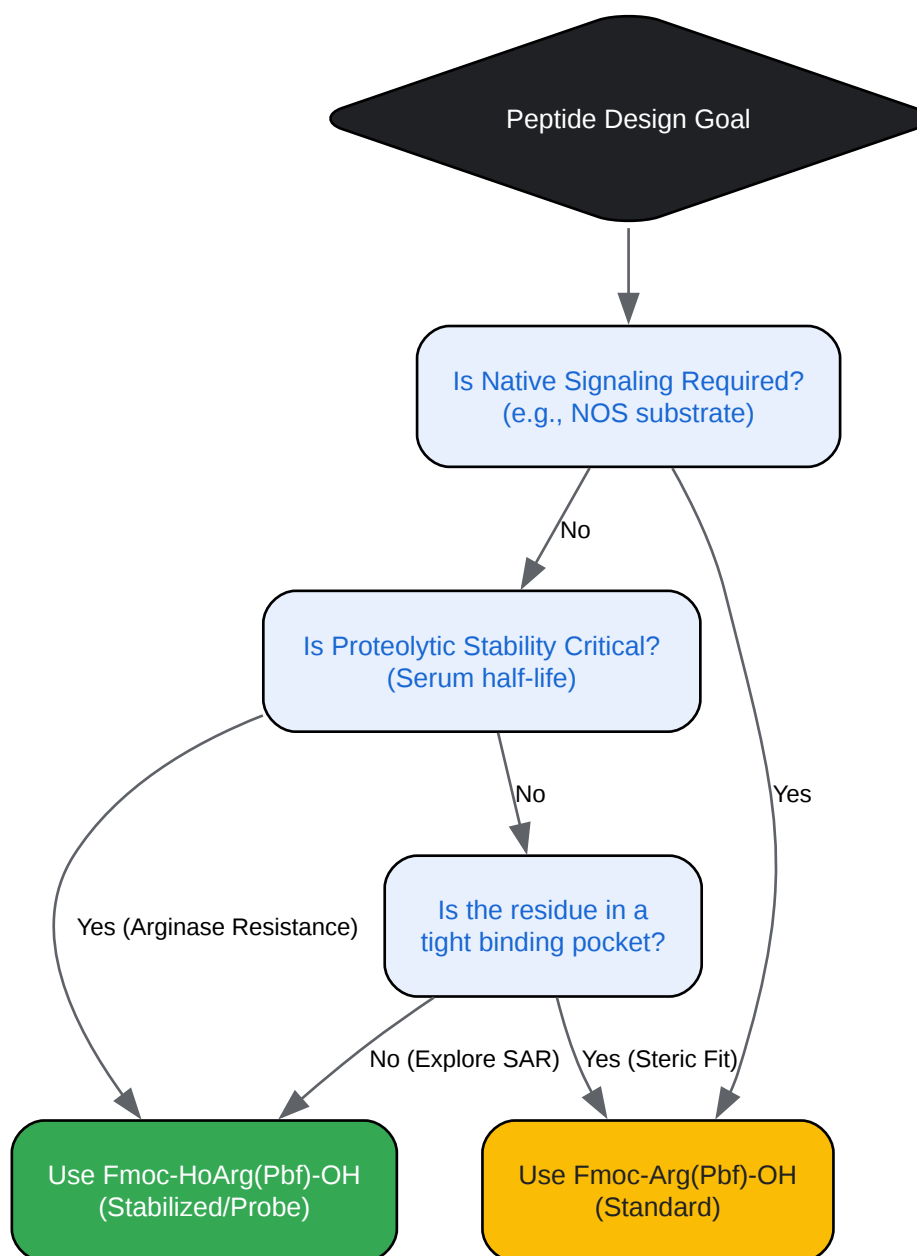 Peptide Design Goal
Is Native Signaling Required?
(e.g., NOS substrate)
No
Is Proteolytic Stability Critical?
(Serum half-life)
No
Yes
Yes (Arginase Resistance)
Is the residue in a
tight binding pocket?
No (Explore SAR)
Yes (Steric Fit)
Use Fmoc-HoArg(Pbf)-OH
(Stabilized/Probe)
Use Fmoc-Arg(Pbf)-OH
(Standard)